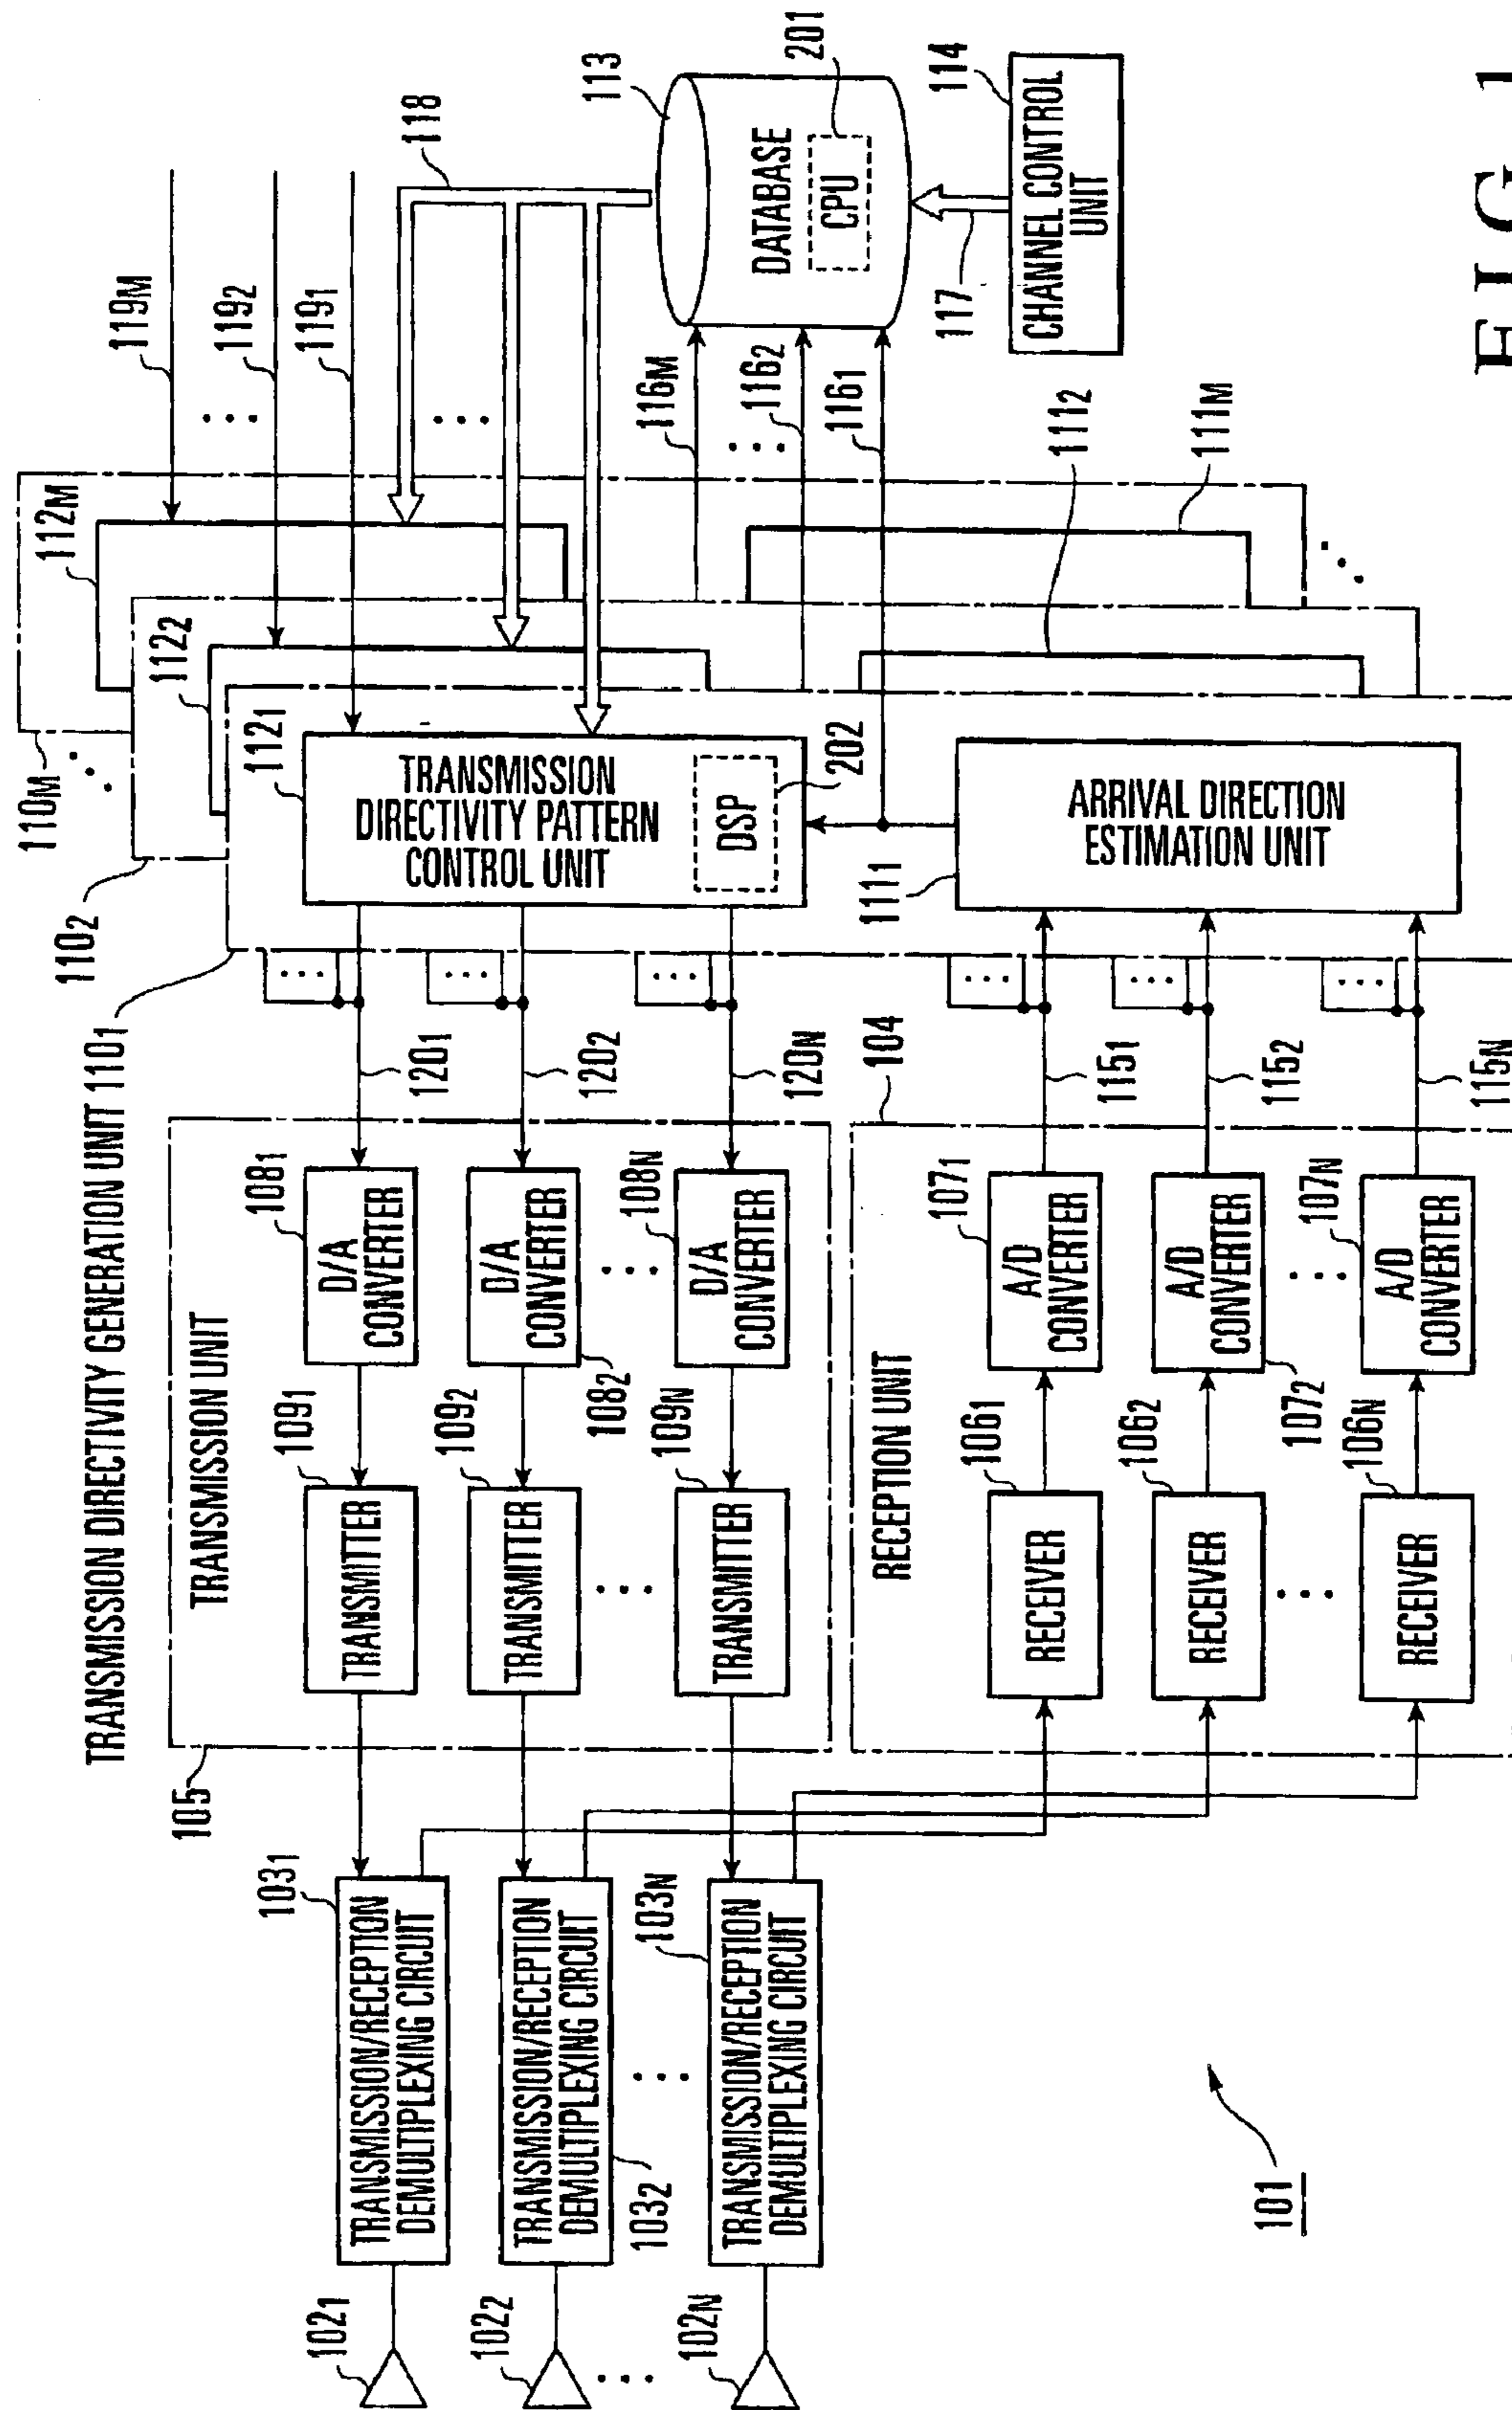 TRANSMISSION DIRECTIVITY GENERATION UNIT 110₁
110₂
110M
112M
112₂
119M
119₂
119₁
118
105
TRANSMISSION UNIT
102₁
103₁
TRANSMISSION/RECEPTION
DEMULTIPLEXING CIRCUIT
109₁
TRANSMITTER
108₁
D/A
CONVERTER
120₁
112₁
TRANSMISSION
DIRECTIVITY PATTERN
CONTROL UNIT
DSP
202
102₂
TRANSMISSION/RECEPTION
DEMULTIPLEXING CIRCUIT
103₂
109₂
TRANSMITTER
D/A
CONVERTER
108₂
120₂
102N
103N
TRANSMISSION/RECEPTION
DEMULTIPLEXING CIRCUIT
109N
TRANSMITTER
108N
D/A
CONVERTER
120N
113
DATABASE
CPU
201
116M
116₂
116₁
117
114
CHANNEL CONTROL
UNIT
104
RECEPTION UNIT
106₁
RECEIVER
107₁
A/D
CONVERTER
115₁
111₁
ARRIVAL DIRECTION
ESTIMATION UNIT
111₂
111M
106₂
RECEIVER
A/D
CONVERTER
107₂
115₂
106N
RECEIVER
107N
A/D
CONVERTER
115N
101
FIG 1